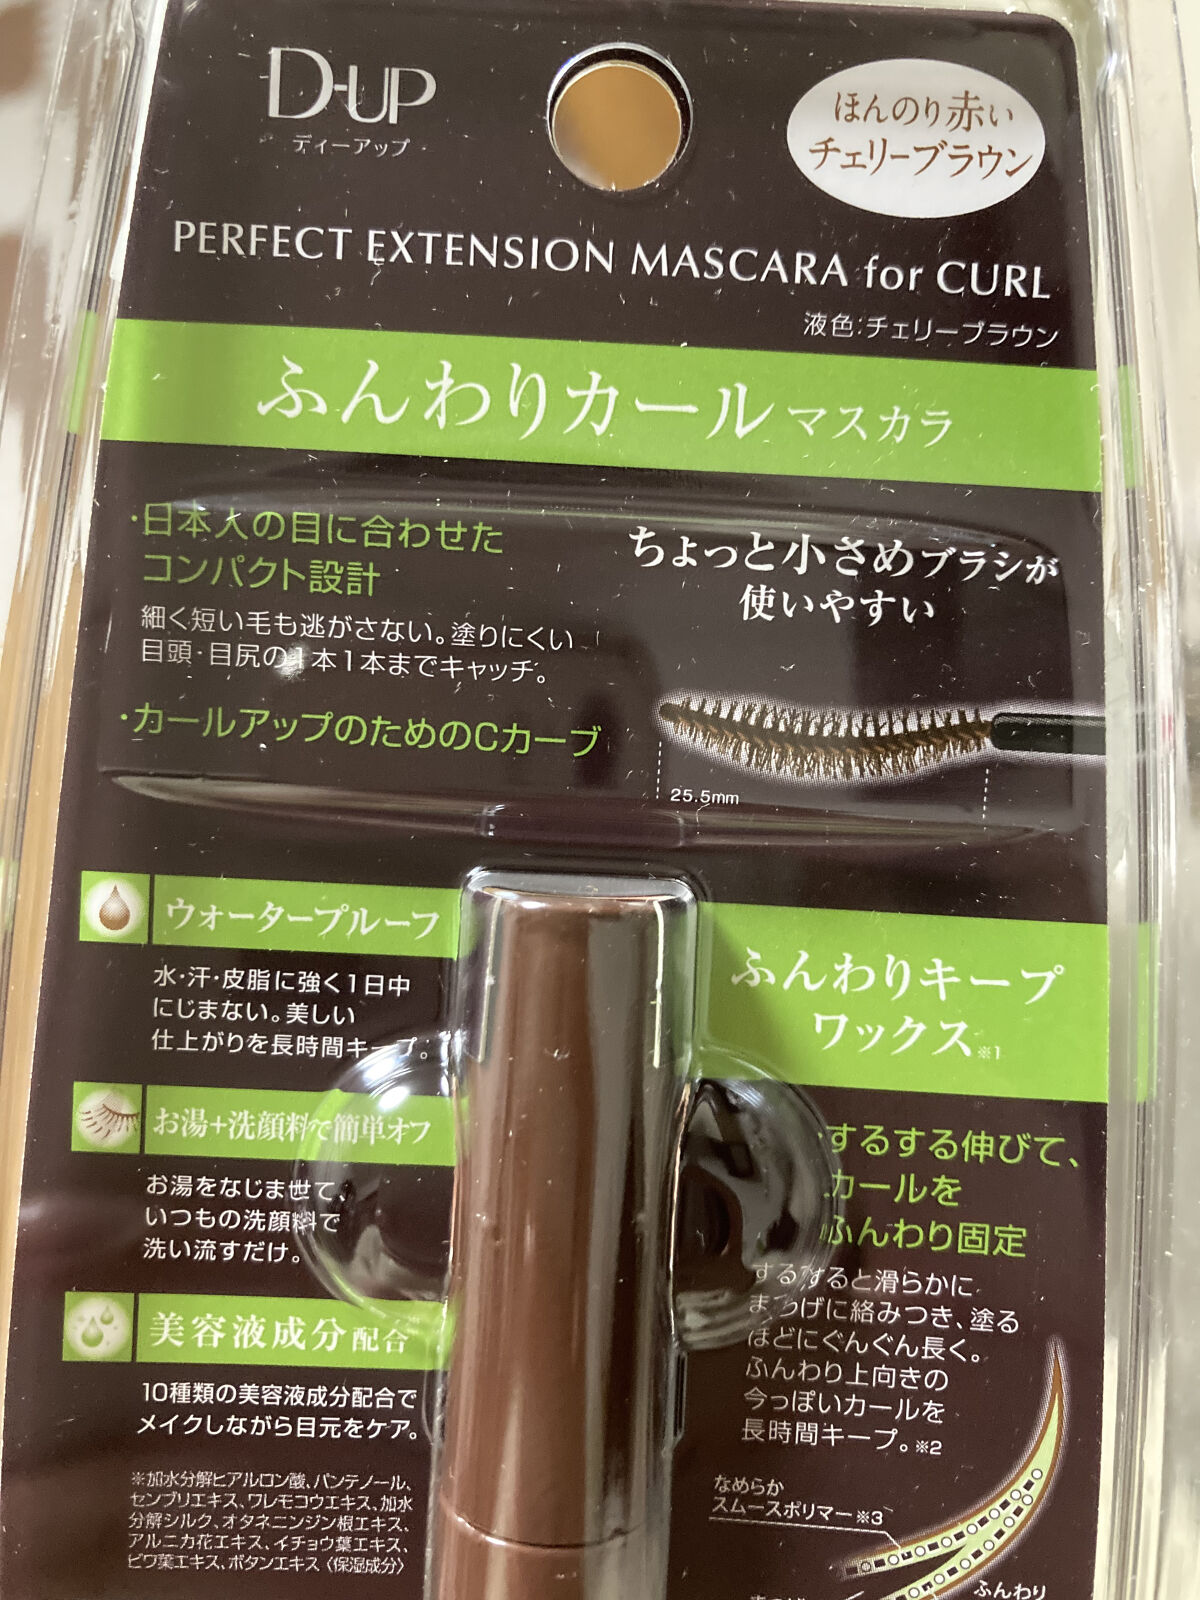 D-UP
ディーアップ
ほんのり赤い
チェリーブラウン
PERFECT EXTENSION MASCARA for CURL
液色:チェリーブラウン
ふんわりカールマスカラ
・日本人の目に合わせた
コンパクト設計
細く短い毛も逃がさない。塗りにくい
目頭・目尻の1本1本までキャッチ。
・カールアップのためのCカーブ
ちょっと小さめブラシが
使いやすい
25.5mm
ウォータープルーフ
水・汗・皮脂に強く1日中
にじまない。美しい
仕上がりを長時間キープ。
お湯+洗顔料で簡単オフ
お湯をなじませて、
いつもの洗顔料で
洗い流すだけ。
美容液成分配合
10種類の美容液成分配合で
メイクしながら目元をケア。
※加水分解ヒアルロン酸、パンテノール、
センブリエキス、ワレモコウエキス、加水
分解シルク、オタネニンジン根エキス、
アルニカ花エキス、イチョウ葉エキス、
ビワ葉エキス、ボタンエキス〈保湿成分〉
ふんわりキープ
ワックス※1
・するする伸びて、
カールを
ふんわり固定
するすると滑らかに
まつげに絡みつき、塗る
ほどにぐんぐん長く。
ふんわり上向きの
今っぽいカールを
長時間キープ。※2
なめらか
スムースポリマー※3
ふんわり